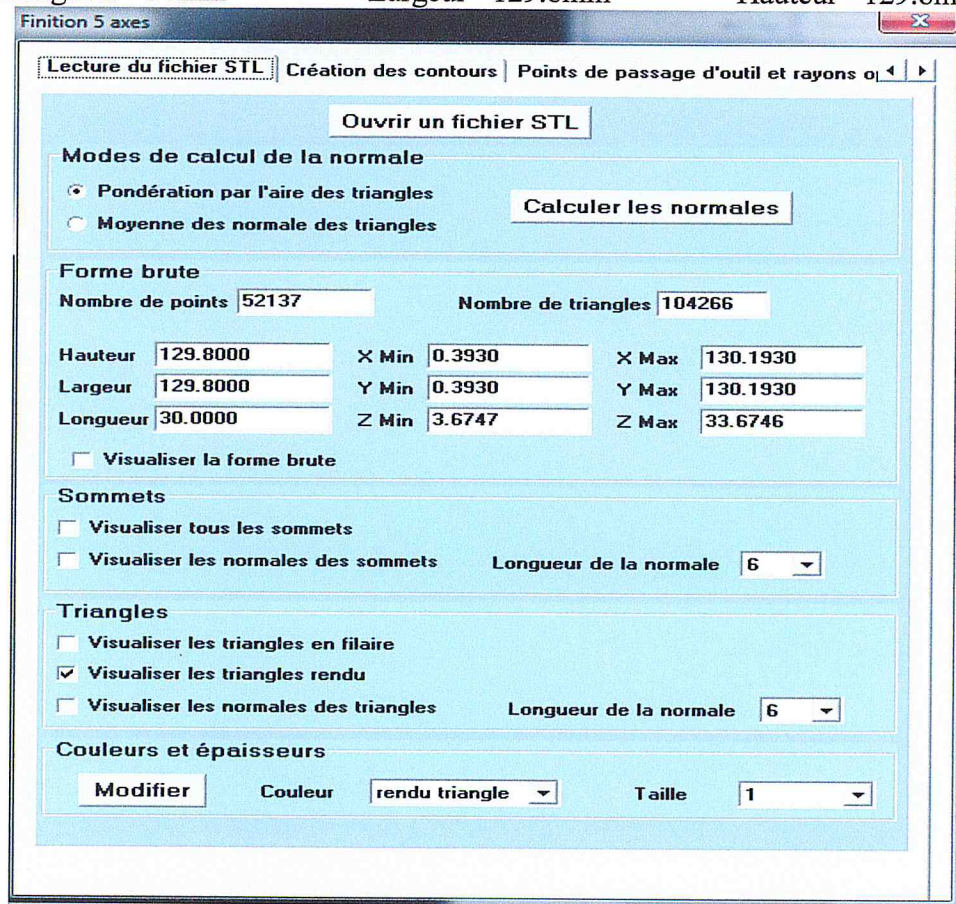 Finition 5 axes
Lecture du fichier STL Création des contours Points de passage d'outil et rayons o
Ouvrir un fichier STL
Modes de calcul de la normale
Pondération par l'aire des triangles
Calculer les normales
Moyenne des normale des triangles
Forme brute
Nombre de points 52137 Nombre de triangles 104266
Hauteur 129.8000 X Min 0.3930 X Max 130.1930
Largeur 129.8000 Y Min 0.3930 Y Max 130.1930
Longueur 30.0000 Z Min 3.6747 Z Max 33.6746
Visualiser la forme brute
Sommets
Visualiser tous les sommets
Visualiser les normales des sommets Longueur de la normale 6
Triangles
Visualiser les triangles en filaire
Visualiser les triangles rendu
Visualiser les normales des triangles Longueur de la normale 6
Couleurs et épaisseurs
Modifier Couleur rendu triangle Taille 1